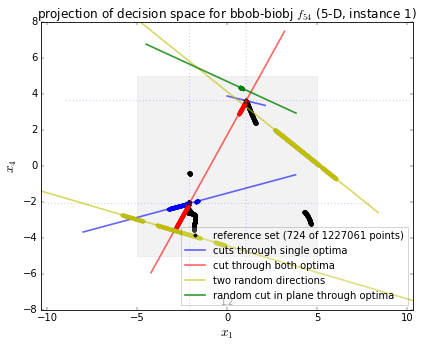 projection of decision space for bbob-biobj f₅₄ (5-D, instance 1)
8
6
4
2
0
−2
−4
−6
−8
x₄
reference set (724 of 1227061 points)
cuts through single optima
cut through both optima
two random directions
random cut in plane through optima
1,2
−10
−5
0
5
10
x₁